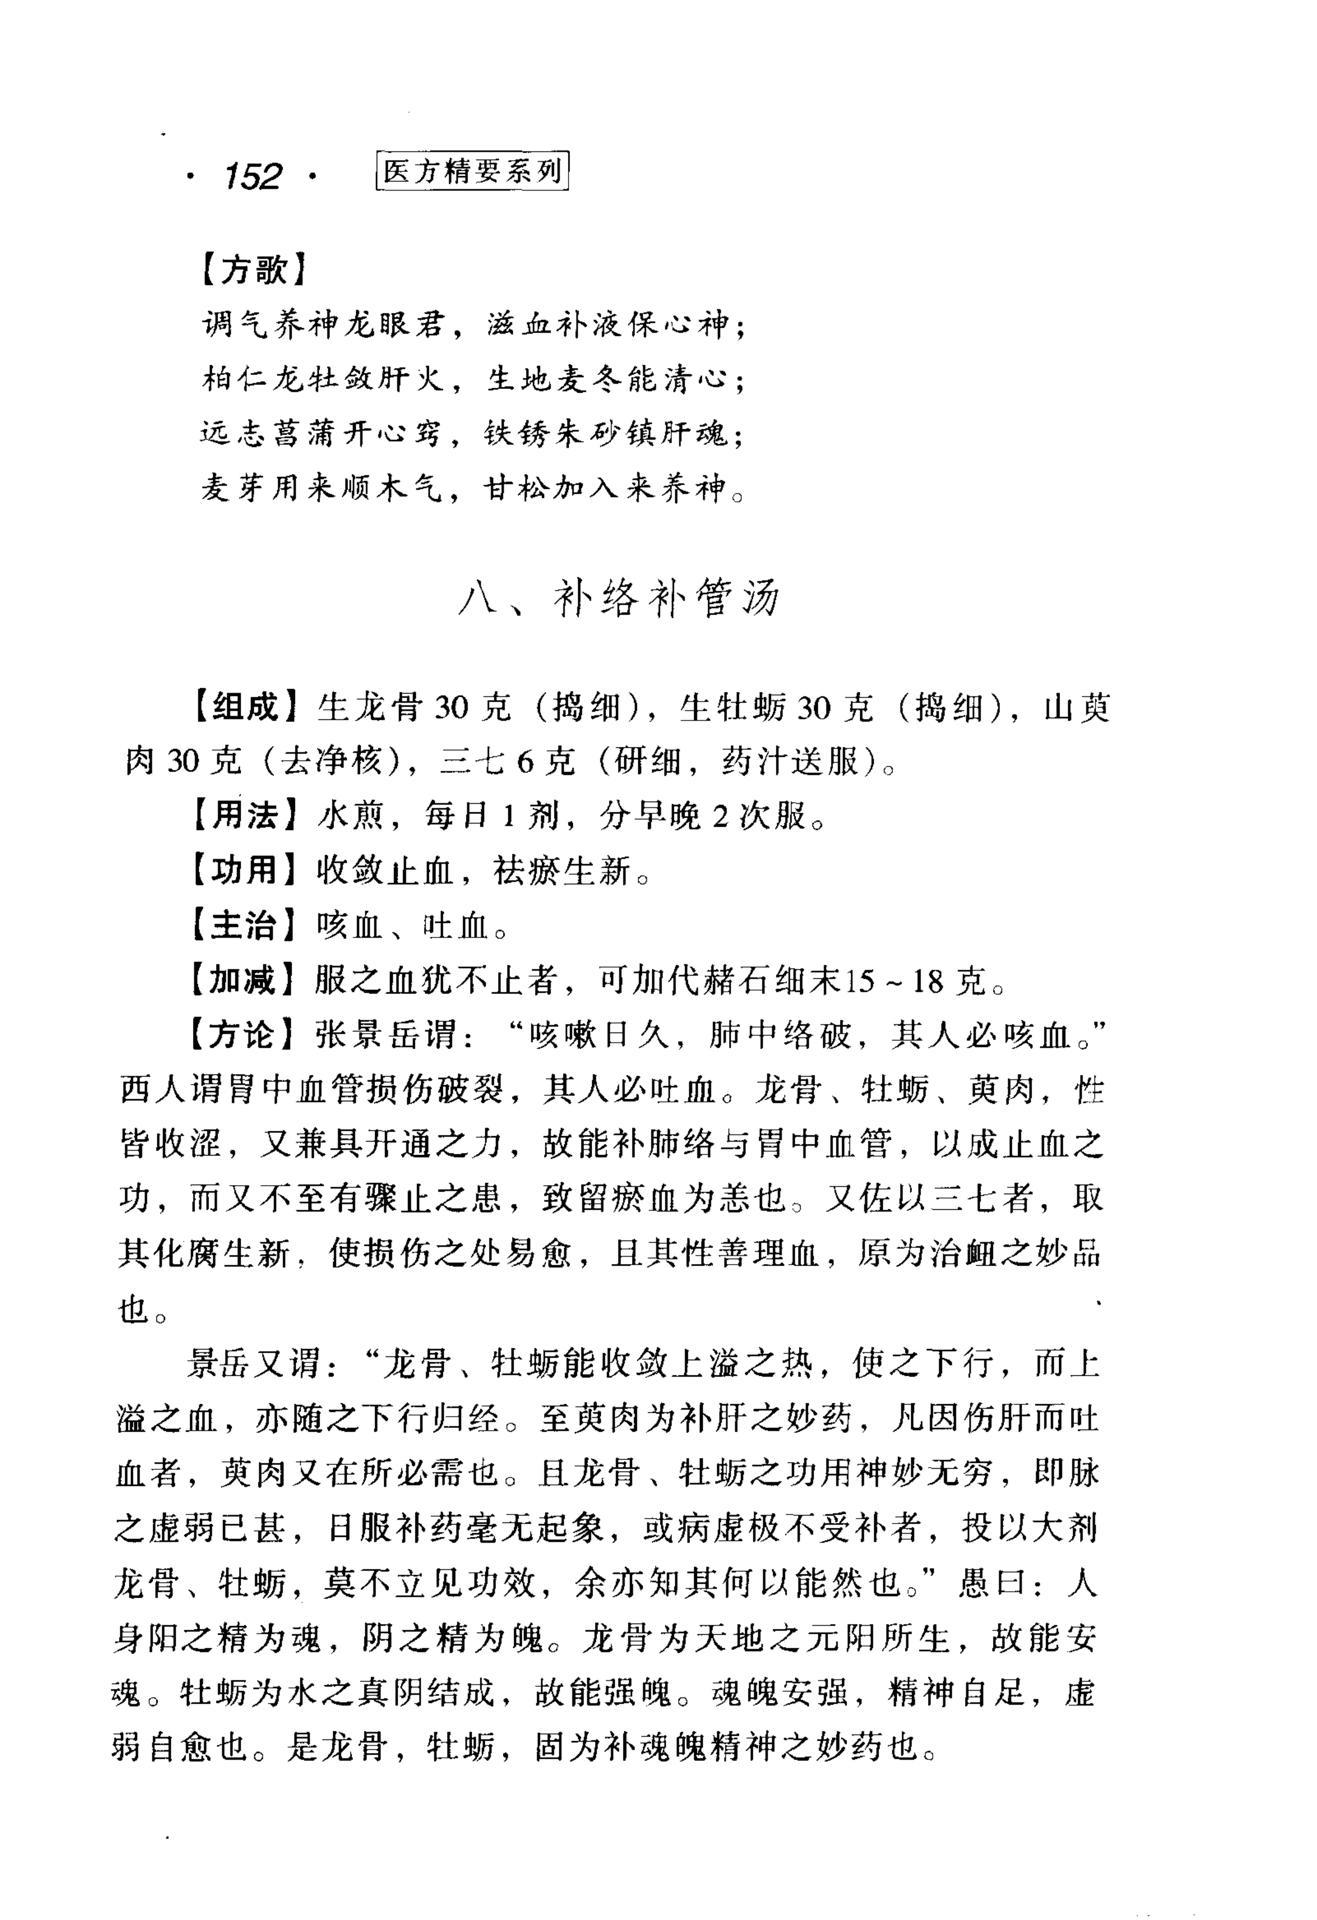 · 152 · 医方精要系列
【方歌】
调气养神龙眼君，滋血补液保心神；
柏仁龙牡敛肝火，生地麦冬能清心；
远志菖蒲开心窍，铁锈朱砂镇肝魂；
麦芽用来顺木气，甘松加入来养神。
八、补络补管汤
【组成】生龙骨30克（捣细），生牡蛎30克（捣细），山萸
肉30克（去净核），三七6克（研细，药汁送服）。
【用法】水煎，每日1剂，分早晚2次服。
【功用】收敛止血，祛瘀生新。
【主治】咳血、吐血。
【加减】服之血犹不止者，可加代赭石细末15～18克。
【方论】张景岳谓：“咳嗽日久，肺中络破，其人必咳血。”
西人谓胃中血管损伤破裂，其人必吐血。龙骨、牡蛎、萸肉，性
皆收涩，又兼具开通之力，故能补肺络与胃中血管，以成止血之
功，而又不至有骤止之患，致留瘀血为恙也。又佐以三七者，取
其化腐生新，使损伤之处易愈，且其性善理血，原为治衄之妙品
也。
景岳又谓：“龙骨、牡蛎能收敛上溢之热，使之下行，而上
溢之血，亦随之下行归经。至萸肉为补肝之妙药，凡因伤肝而吐
血者，萸肉又在所必需也。且龙骨、牡蛎之功用神妙无穷，即脉
之虚弱已甚，日服补药毫无起象，或病虚极不受补者，投以大剂
龙骨、牡蛎，莫不立见功效，余亦知其何以能然也。”愚曰：人
身阳之精为魂，阴之精为魄。龙骨为天地之元阳所生，故能安
魂。牡蛎为水之真阴结成，故能强魄。魂魄安强，精神自足，虚
弱自愈也。是龙骨，牡蛎，固为补魂魄精神之妙药也。